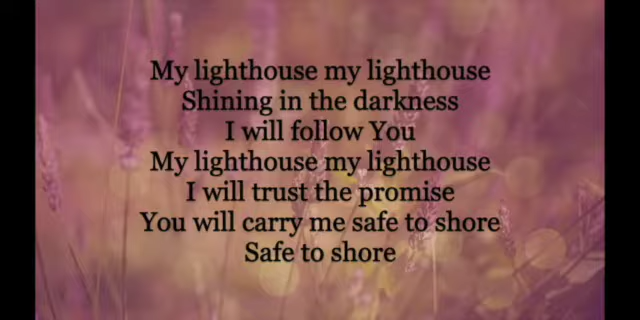 My lighthouse my lighthouse
Shining in the darkness
I will follow You
My lighthouse my lighthouse
I will trust the promise
You will carry me safe to shore
Safe to shore